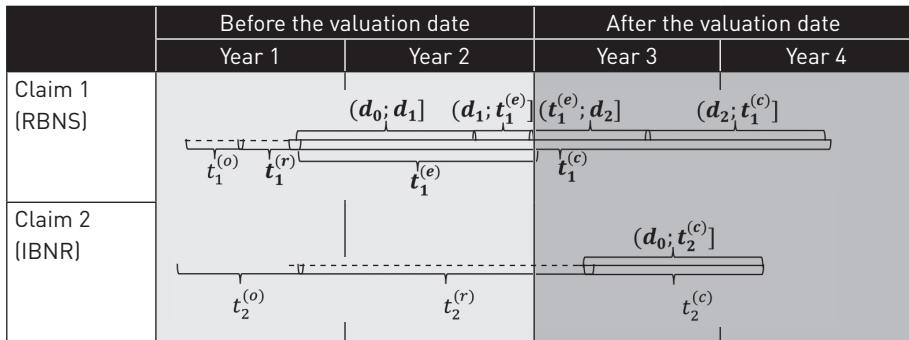 Before the valuation date After the valuation date
Year 1 Year 2 Year 3 Year 4
Claim 1
(RBNS)
(d₀; d₁] (d₁; t₁⁽ᵉ⁾] (t₁⁽ᵉ⁾; d₂] (d₂; t₁⁽ᶜ⁾]
t₁⁽ᵒ⁾ t₁⁽ʳ⁾ t₁⁽ᵉ⁾ t₁⁽ᶜ⁾
Claim 2
(IBNR)
(d₀; t₂⁽ᶜ⁾]
t₂⁽ᵒ⁾ t₂⁽ʳ⁾ t₂⁽ᶜ⁾